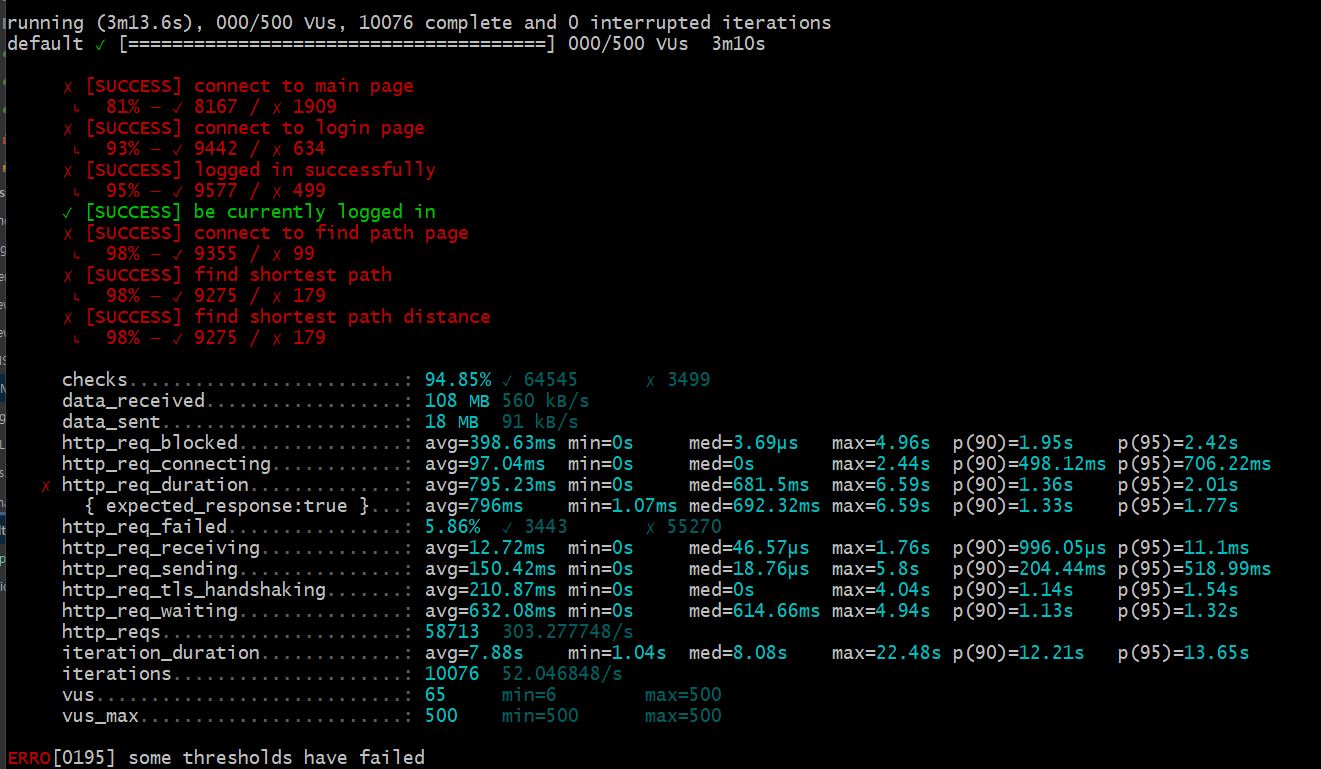 running (3m13.6s), 000/500 VUs, 10076 complete and 0 interrupted iterations
default ✓ [======================================] 000/500 VUs  3m10s
✗ [SUCCESS] connect to main page
↳  81% — ✓ 8167 / ✗ 1909
✗ [SUCCESS] connect to login page
↳  93% — ✓ 9442 / ✗ 634
✗ [SUCCESS] logged in successfully
↳  95% — ✓ 9577 / ✗ 499
✓ [SUCCESS] be currently logged in
✗ [SUCCESS] connect to find path page
↳  98% — ✓ 9355 / ✗ 99
✗ [SUCCESS] find shortest path
↳  98% — ✓ 9275 / ✗ 179
✗ [SUCCESS] find shortest path distance
↳  98% — ✓ 9275 / ✗ 179
checks.........................: 94.85% ✓ 64545      ✗ 3499
data_received..................: 108 MB 560 kB/s
data_sent......................: 18 MB  91 kB/s
http_req_blocked...............: avg=398.63ms min=0s     med=3.69µs   max=4.96s  p(90)=1.95s    p(95)=2.42s
http_req_connecting............: avg=97.04ms  min=0s     med=0s       max=2.44s  p(90)=498.12ms p(95)=706.22ms
✗ http_req_duration..............: avg=795.23ms min=0s     med=681.5ms  max=6.59s  p(90)=1.36s    p(95)=2.01s
{ expected_response:true }...: avg=796ms    min=1.07ms med=692.32ms max=6.59s  p(90)=1.33s    p(95)=1.77s
http_req_failed................: 5.86%  ✓ 3443       ✗ 55270
http_req_receiving.............: avg=12.72ms  min=0s     med=46.57µs  max=1.76s  p(90)=996.05µs p(95)=11.1ms
http_req_sending...............: avg=150.42ms min=0s     med=18.76µs  max=5.8s   p(90)=204.44ms p(95)=518.99ms
http_req_tls_handshaking.......: avg=210.87ms min=0s     med=0s       max=4.04s  p(90)=1.14s    p(95)=1.54s
http_req_waiting...............: avg=632.08ms min=0s     med=614.66ms max=4.94s  p(90)=1.13s    p(95)=1.32s
http_reqs......................: 58713  303.277748/s
iteration_duration.............: avg=7.88s    min=1.04s  med=8.08s    max=22.48s p(90)=12.21s   p(95)=13.65s
iterations.....................: 10076  52.046848/s
vus............................: 65     min=6        max=500
vus_max........................: 500    min=500      max=500
ERRO[0195] some thresholds have failed